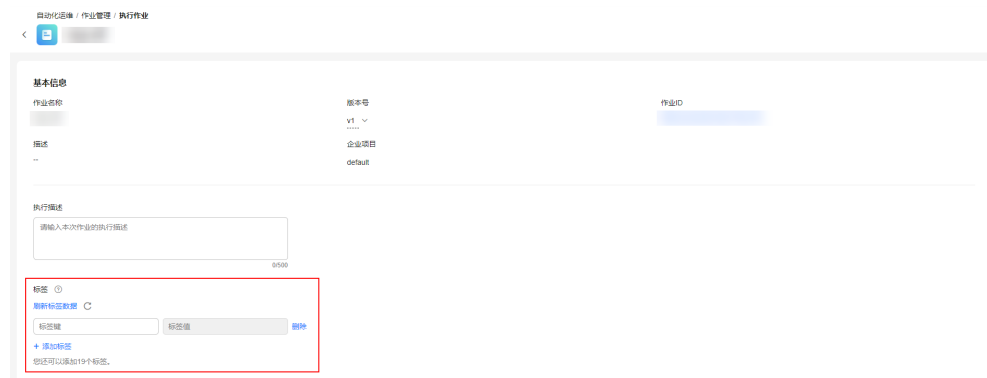 自动化运维 / 作业管理 / 执行作业
基本信息
作业名称
版本号
作业ID
v1
描述
企业项目
--
default
执行描述
请输入本次作业的执行描述
0/500
标签
刷新标签数据
标签键
标签值
删除
+ 添加标签
您还可以添加19个标签。